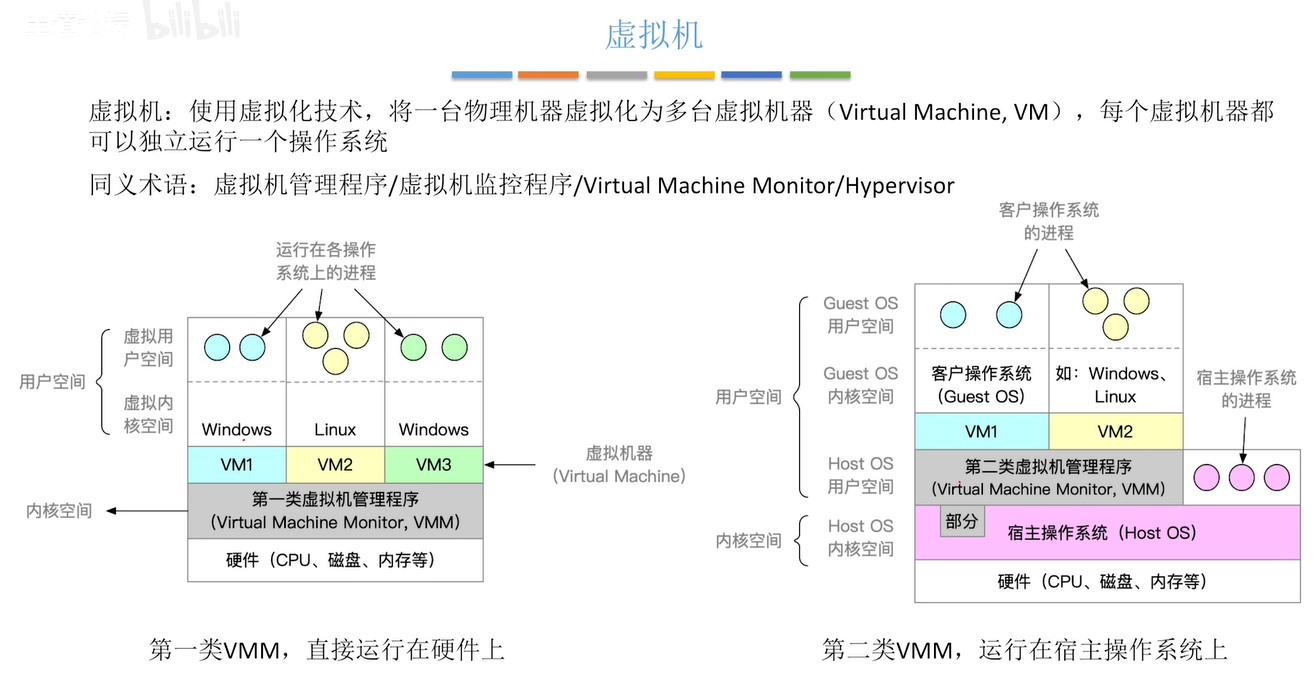 bilibili
虚拟机
虚拟机：使用虚拟化技术，将一台物理机器虚拟化为多台虚拟机器（Virtual Machine, VM），每个虚拟机器都
可以独立运行一个操作系统
同义术语：虚拟机管理程序/虚拟机监控程序/Virtual Machine Monitor/Hypervisor
运行在各操作
系统上的进程
虚拟用
户空间
用户空间
虚拟内
核空间
Windows
Linux
Windows
VM1
VM2
VM3
虚拟机器
（Virtual Machine）
第一类虚拟机管理程序
（Virtual Machine Monitor, VMM）
内核空间
硬件（CPU、磁盘、内存等）
第一类VMM，直接运行在硬件上
客户操作系统
的进程
Guest OS
用户空间
用户空间
Guest OS
内核空间
客户操作系统
（Guest OS）
如：Windows、
Linux
宿主操作系统
的进程
VM1
VM2
Host OS
用户空间
第二类虚拟机管理程序
（Virtual Machine Monitor, VMM）
内核空间
Host OS
内核空间
部分
宿主操作系统（Host OS）
硬件（CPU、磁盘、内存等）
第二类VMM，运行在宿主操作系统上